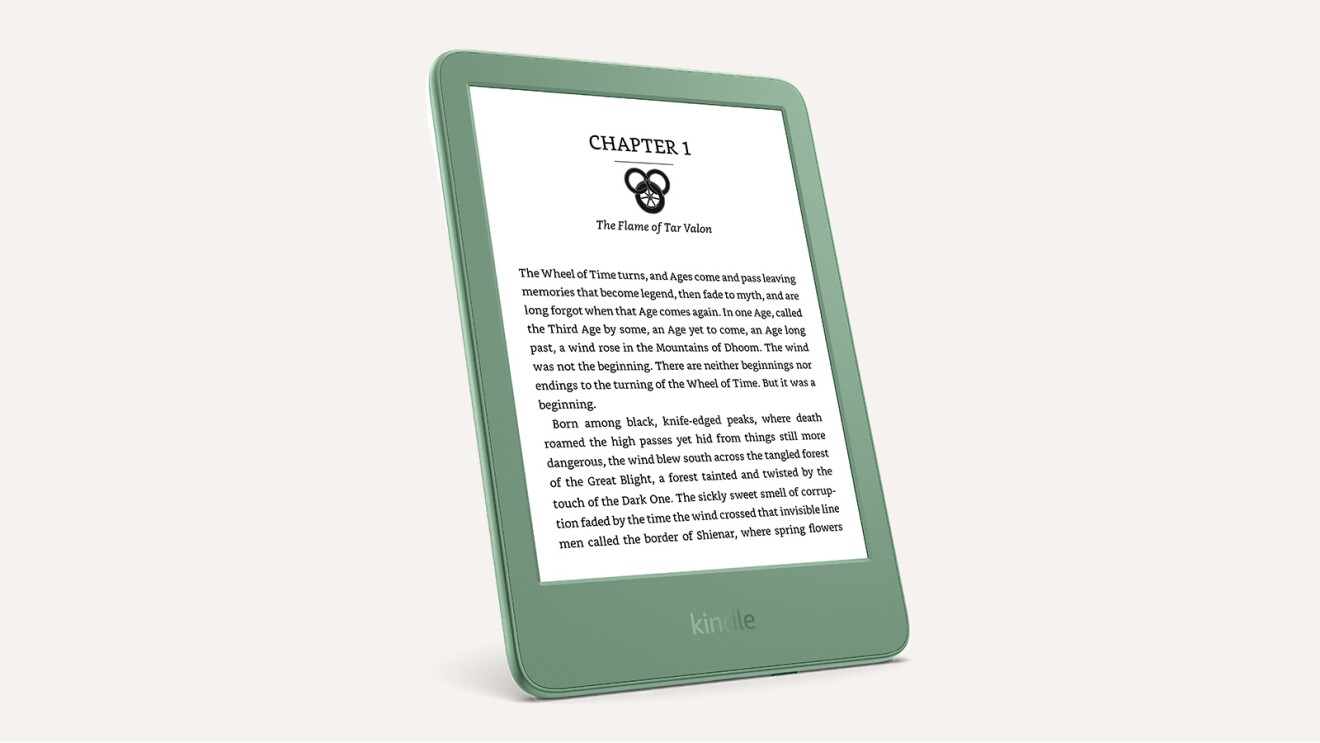 CHAPTER 1
The Flame of Tar Valon
The Wheel of Time turns, and Ages come and pass leaving
memories that become legend, then fade to myth, and are
long forgot when that Age comes again. In one Age, called
the Third Age by some, an Age yet to come, an Age long
past, a wind rose in the Mountains of Dhoom. The wind
was not the beginning. There are neither beginnings nor
endings to the turning of the Wheel of Time. But it was a
beginning.
Born among black, knife-edged peaks, where death
roamed the high passes yet hid from things still more
dangerous, the wind blew south across the tangled forest
of the Great Blight, a forest tainted and twisted by the
touch of the Dark One. The sickly sweet smell of corrup-
tion faded by the time the wind crossed that invisible line
men called the border of Shienar, where spring flowers
kindle